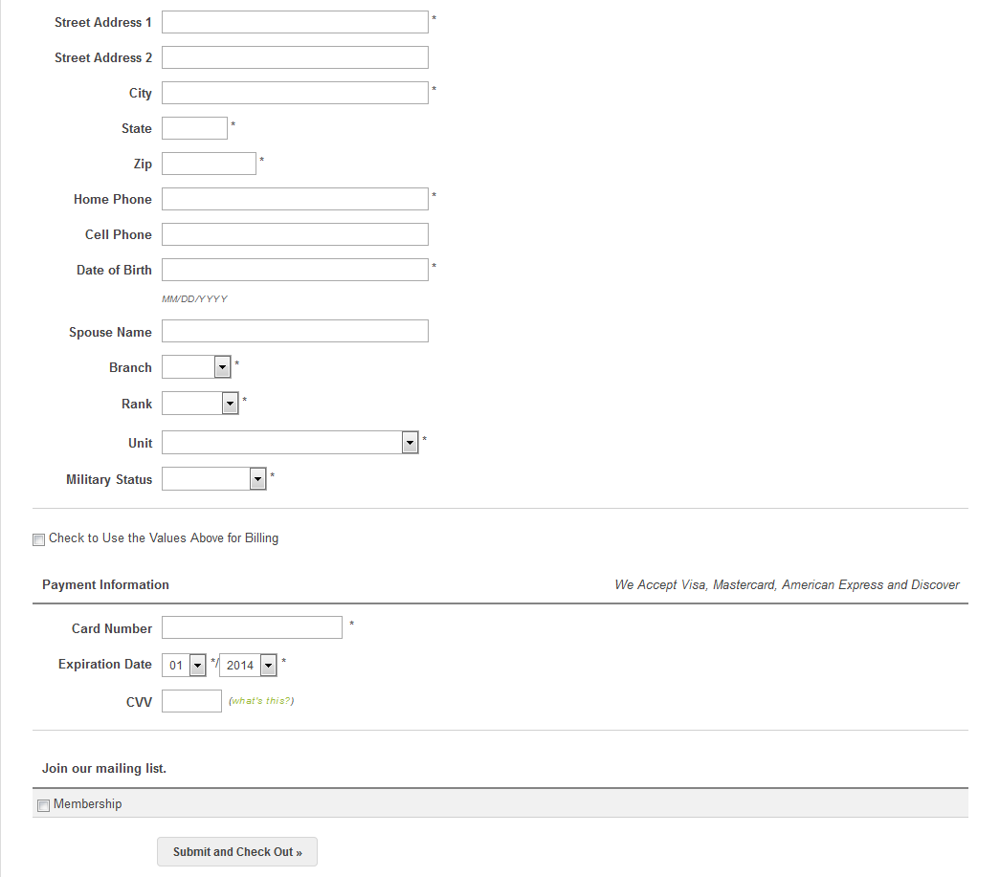 Street Address 1 *
Street Address 2
City *
State *
Zip *
Home Phone *
Cell Phone
Date of Birth *
MM/DD/YYYY
Spouse Name
Branch *
Rank *
Unit *
Military Status *
Check to Use the Values Above for Billing
Payment Information We Accept Visa, Mastercard, American Express and Discover
Card Number *
Expiration Date 01 */ 2014 *
CVV (what's this?)
Join our mailing list.
Membership
Submit and Check Out »